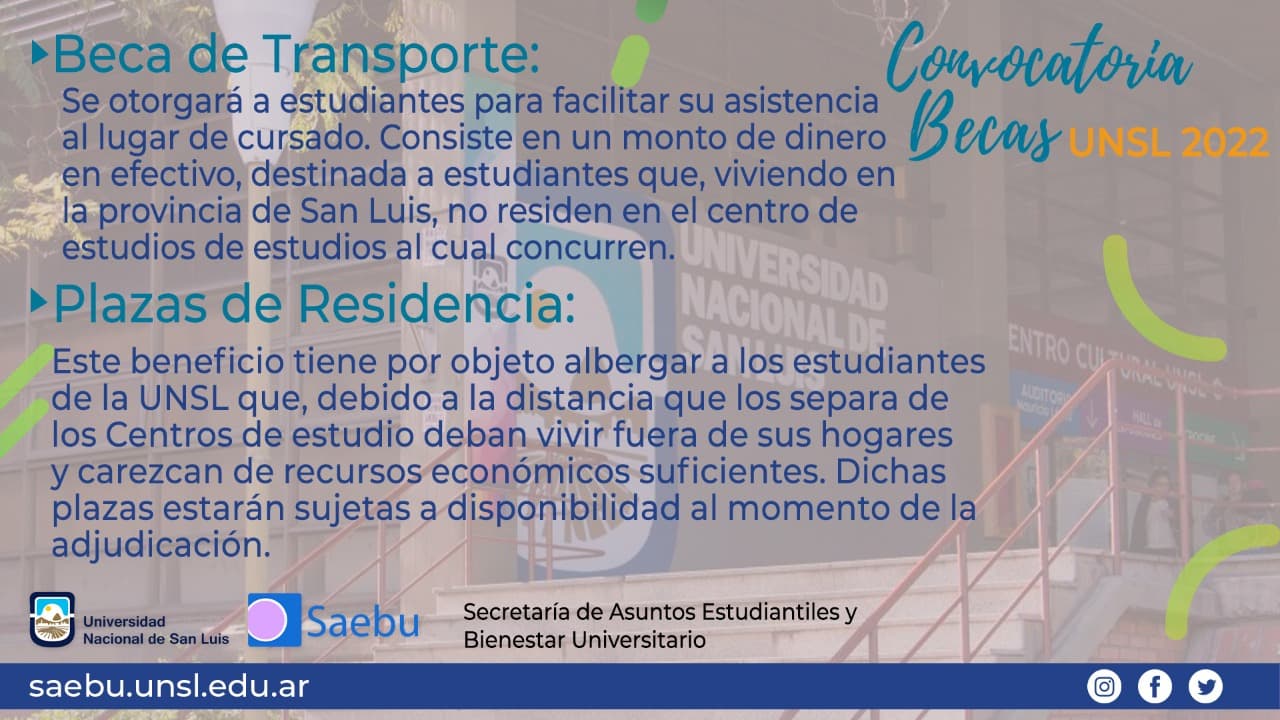 Convocatoria
Becas UNSL 2022
Beca de Transporte:
Se otorgará a estudiantes para facilitar su asistencia
al lugar de cursado. Consiste en un monto de dinero
en efectivo, destinada a estudiantes que, viviendo en
la provincia de San Luis, no residen en el centro de
estudios de estudios al cual concurren.
Plazas de Residencia:
Este beneficio tiene por objeto albergar a los estudiantes
de la UNSL que, debido a la distancia que los separa de
los Centros de estudio deban vivir fuera de sus hogares
y carezcan de recursos económicos suficientes. Dichas
plazas estarán sujetas a disponibilidad al momento de la
adjudicación.
UNIVERSIDAD
NACIONAL DE
SAN LUIS
ENTRO CULTURAL UNSL
AUDITORIO
HALL
Universidad
Nacional de San Luis
Saebu
Secretaría de Asuntos Estudiantiles y
Bienestar Universitario
saebu.unsl.edu.ar